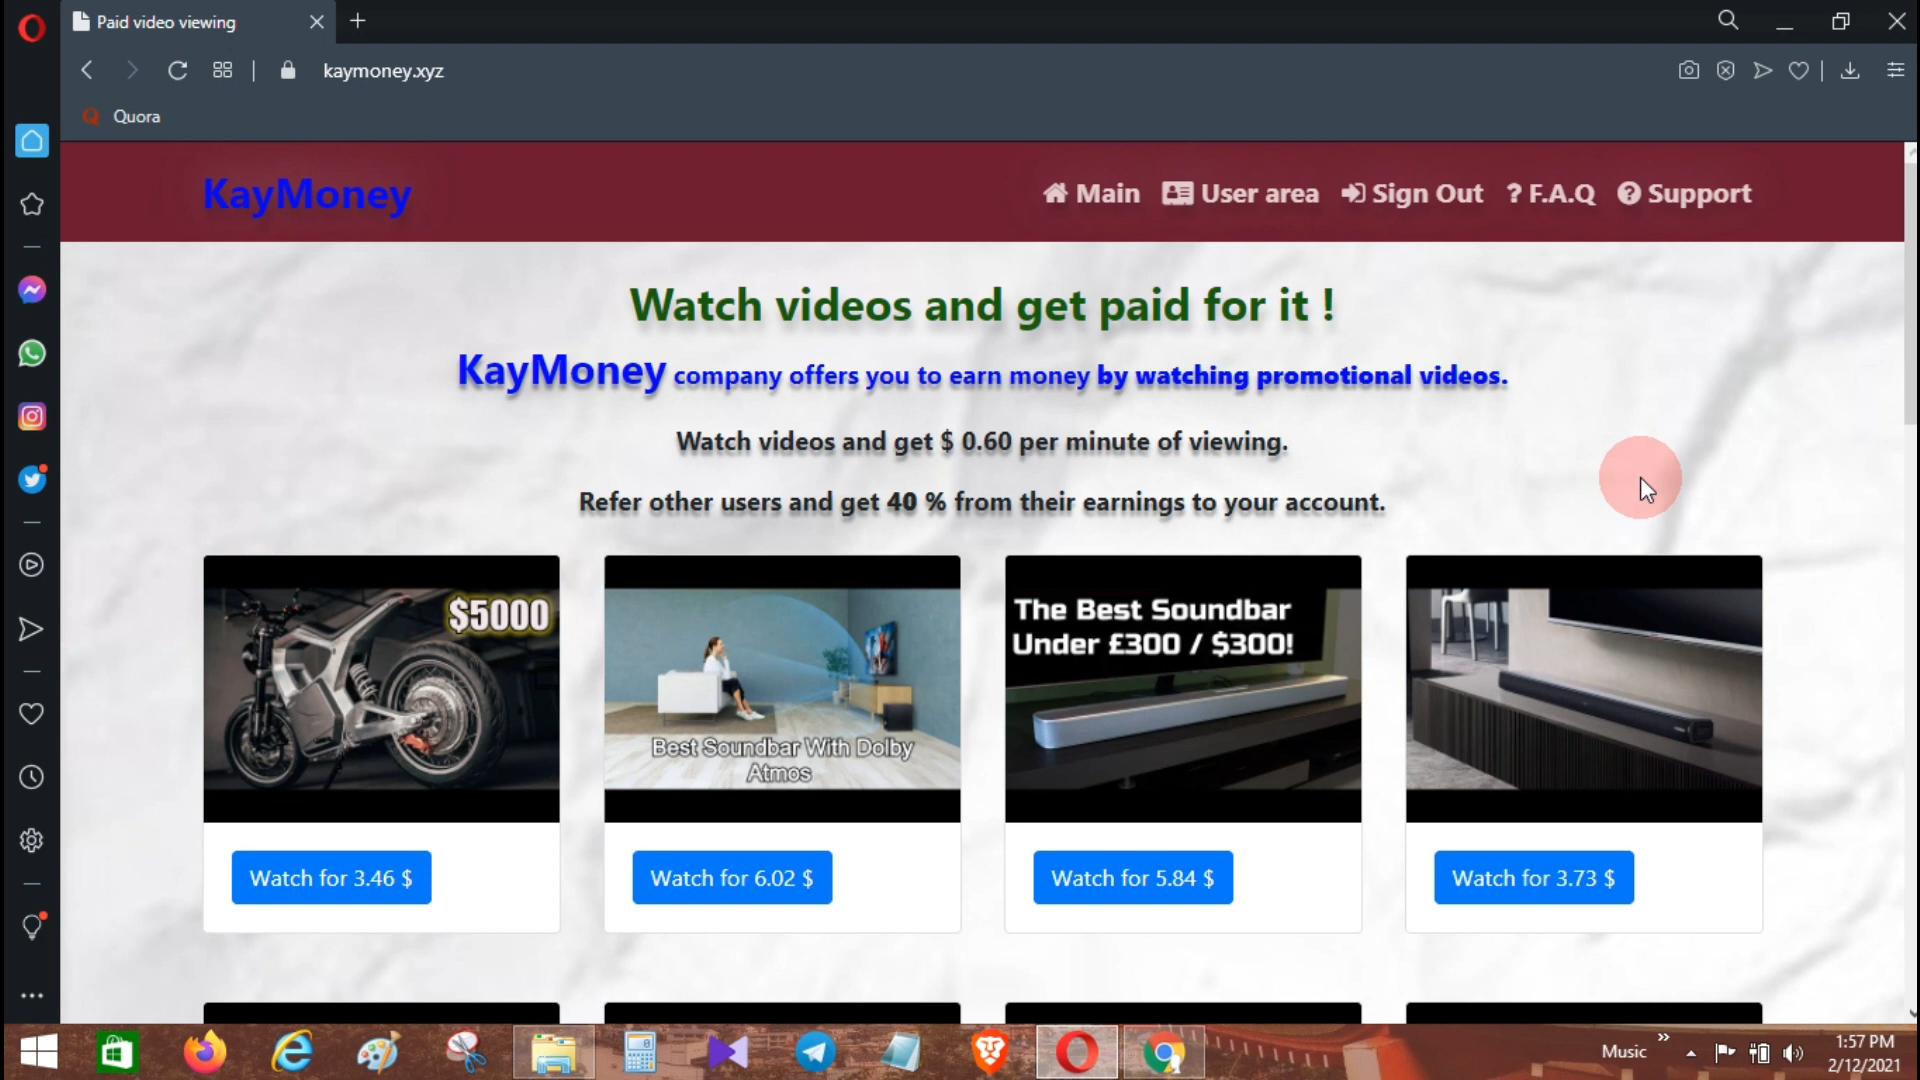 Paid video viewing
kaymoney.xyz
Quora
KayMoney
Main
User area
Sign Out
? F.A.Q
Support
Watch videos and get paid for it !
KayMoney company offers you to earn money by watching promotional videos.
Watch videos and get $ 0.60 per minute of viewing.
Refer other users and get 40 % from their earnings to your account.
$5000
Best Soundbar With Dolby
Atmos
The Best Soundbar
Under £300 / $300!
Watch for 3.46 $
Watch for 6.02 $
Watch for 5.84 $
Watch for 3.73 $
Music
1:57 PM
2/12/2021